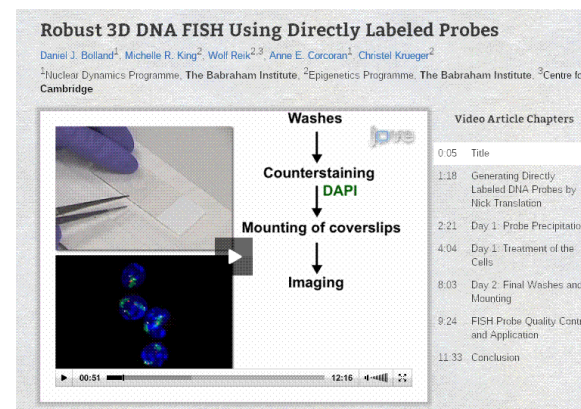 Robust 3D DNA FISH Using Directly Labeled Probes
Daniel J. Bolland1, Michelle R. King2, Wolf Reik2,3, Anne E. Corcoran1, Christel Krueger2
1Nuclear Dynamics Programme, The Babraham Institute, 2Epigenetics Programme, The Babraham Institute, 3Centre fo
Cambridge
Washes
jove
Counterstaining
DAPI
Mounting of coverslips
Imaging
00:51
12:16
Video Article Chapters
0:05 Title
1:18 Generating Directly
Labeled DNA Probes by
Nick Translation
2:21 Day 1: Probe Precipitatio
4:04 Day 1: Treatment of the
Cells
8:03 Day 2: Final Washes and
Mounting
9:24 FISH Probe Quality Cont
and Application
11:33 Conclusion